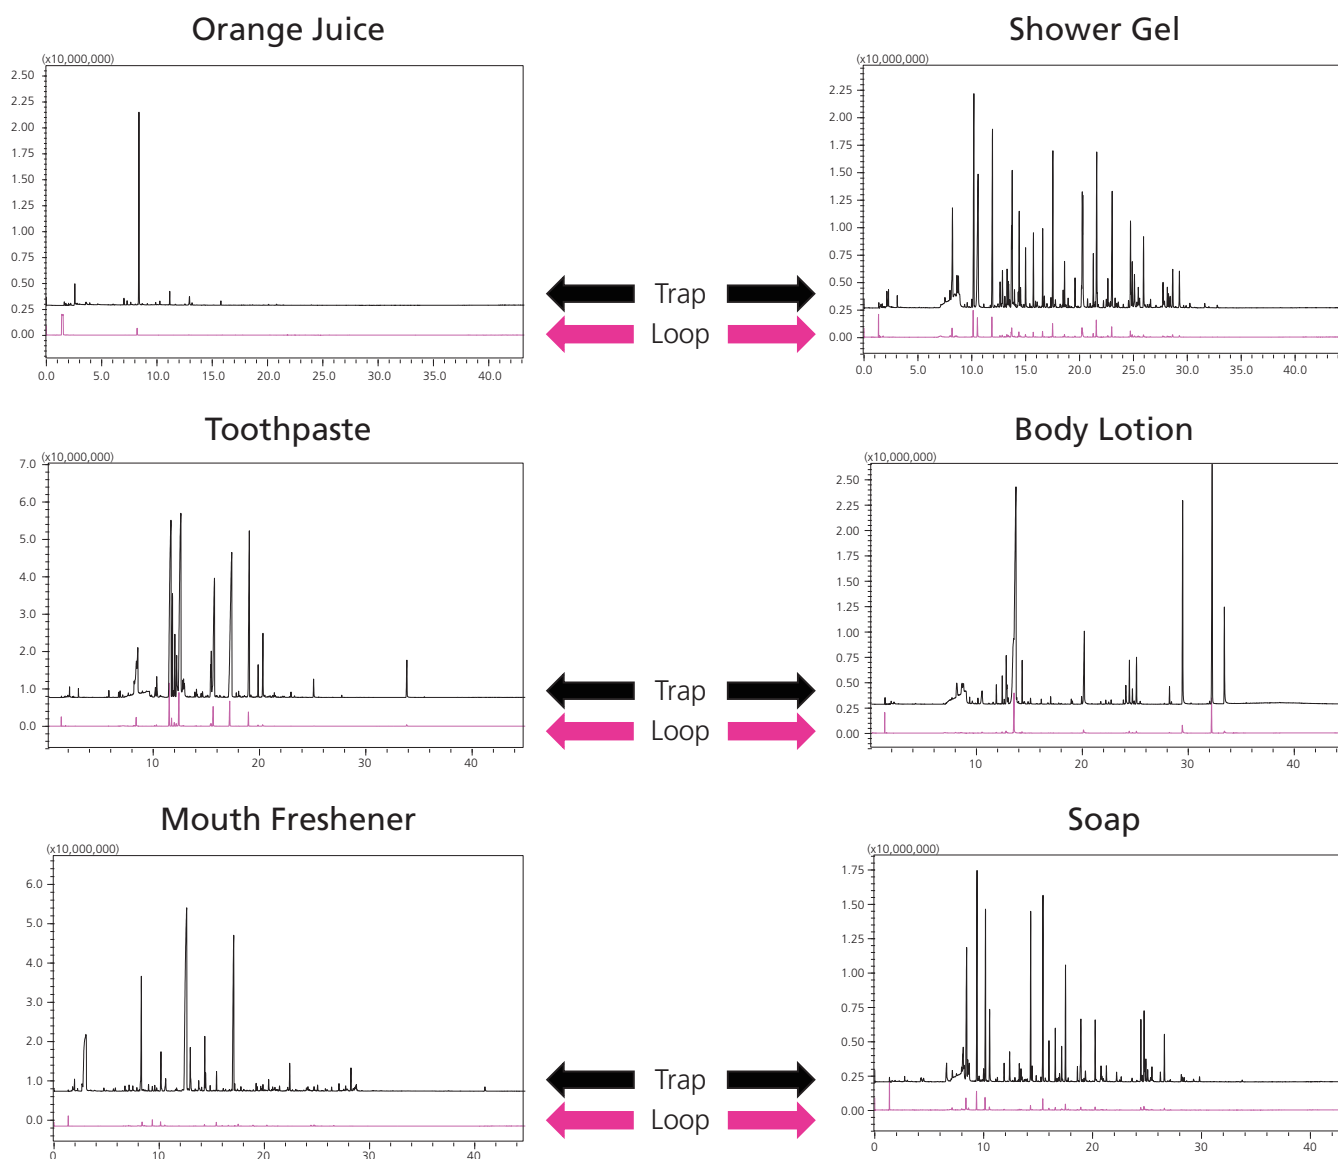 Orange Juice
(x10,000,000)
2.50
2.25
2.00
1.75
1.50
1.25
1.00
0.75
0.50
0.25
0.00
0.0 5.0 10.0 15.0 20.0 25.0 30.0 35.0 40.0
Trap
Loop
Shower Gel
(x10,000,000)
2.25
2.00
1.75
1.50
1.25
1.00
0.75
0.50
0.25
0.00
0.0 5.0 10.0 15.0 20.0 25.0 30.0 35.0 40.0
Toothpaste
(x10,000,000)
7.0
6.0
5.0
4.0
3.0
2.0
1.0
0.0
10 20 30 40
Trap
Loop
Body Lotion
(x10,000,000)
2.50
2.25
2.00
1.75
1.50
1.25
1.00
0.75
0.50
0.25
0.00
10 20 30 40
Mouth Freshener
(x10,000,000)
6.0
5.0
4.0
3.0
2.0
1.0
0.0
0 10 20 30 40
Trap
Loop
Soap
(x10,000,000)
1.75
1.50
1.25
1.00
0.75
0.50
0.25
0.00
0 10 20 30 40